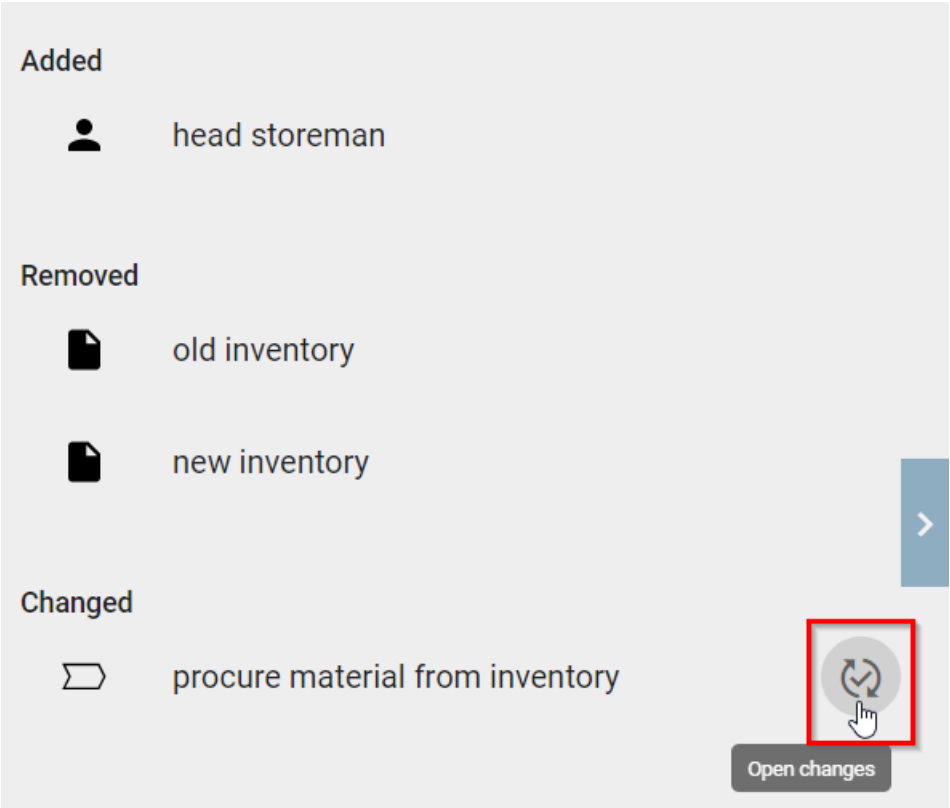 Added
head storeman
Removed
old inventory
new inventory
Changed
procure material from inventory
Open changes